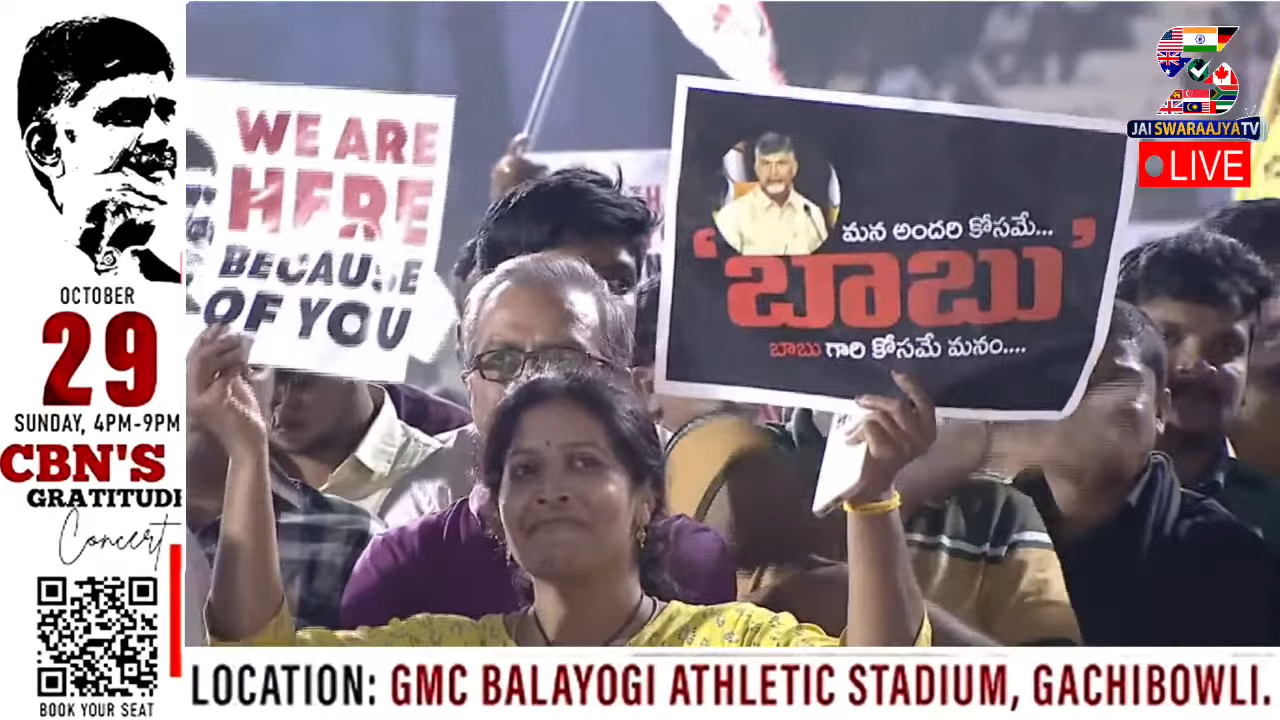 OCTOBER
29
SUNDAY, 4PM-9PM
CBN'S
GRATITUDE
Concert
BOOK YOUR SEAT
WE ARE
HERE
BECAUSE
OF YOU
మన అందరి కోసమే...
'బాబు'
బాబు గారి కోసమే మనం....
JAI SWARAAJYA TV
LIVE
LOCATION: GMC BALAYOGI ATHLETIC STADIUM, GACHIBOWLI.